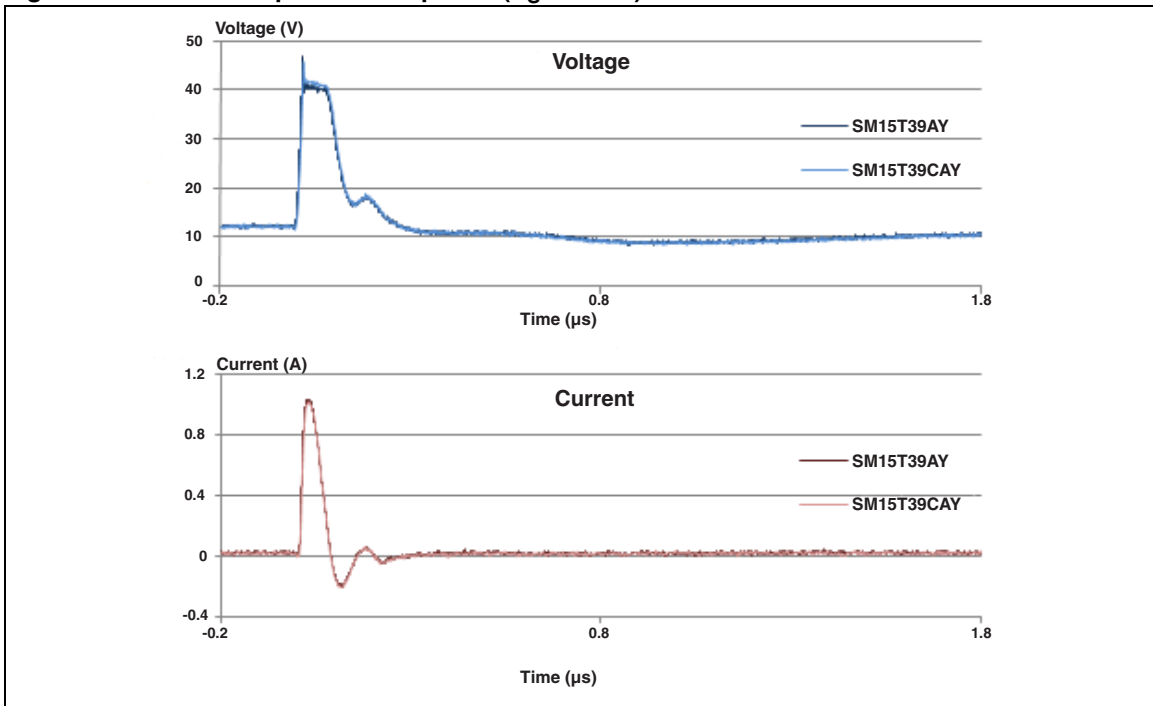 Voltage (V)
50
Voltage
40
SM15T39AY
30
SM15T39CAY
20
10
0
-0.2
0.8
1.8
Time (µs)
Current (A)
1.2
Current
0.8
SM15T39AY
0.4
SM15T39CAY
0
-0.4
-0.2
0.8
1.8
Time (µs)